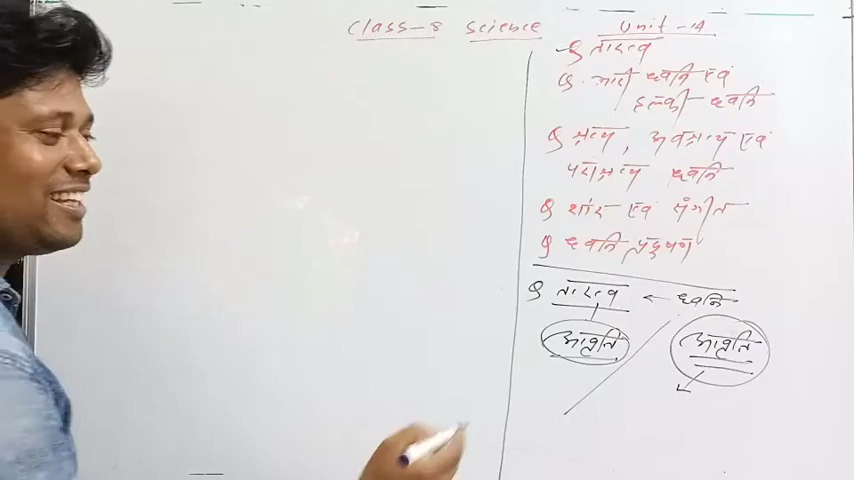 Class-8 Science Unit-14
तारत्व
भारी ध्वनि एवं
हल्की ध्वनि
श्रव्य, अवश्रव्य एवं
पराश्रव्य ध्वनि
शोर एवं संगीत
ध्वनि प्रदूषण
तारत्व ← ध्वनि
आवृत्ति आवृत्ति